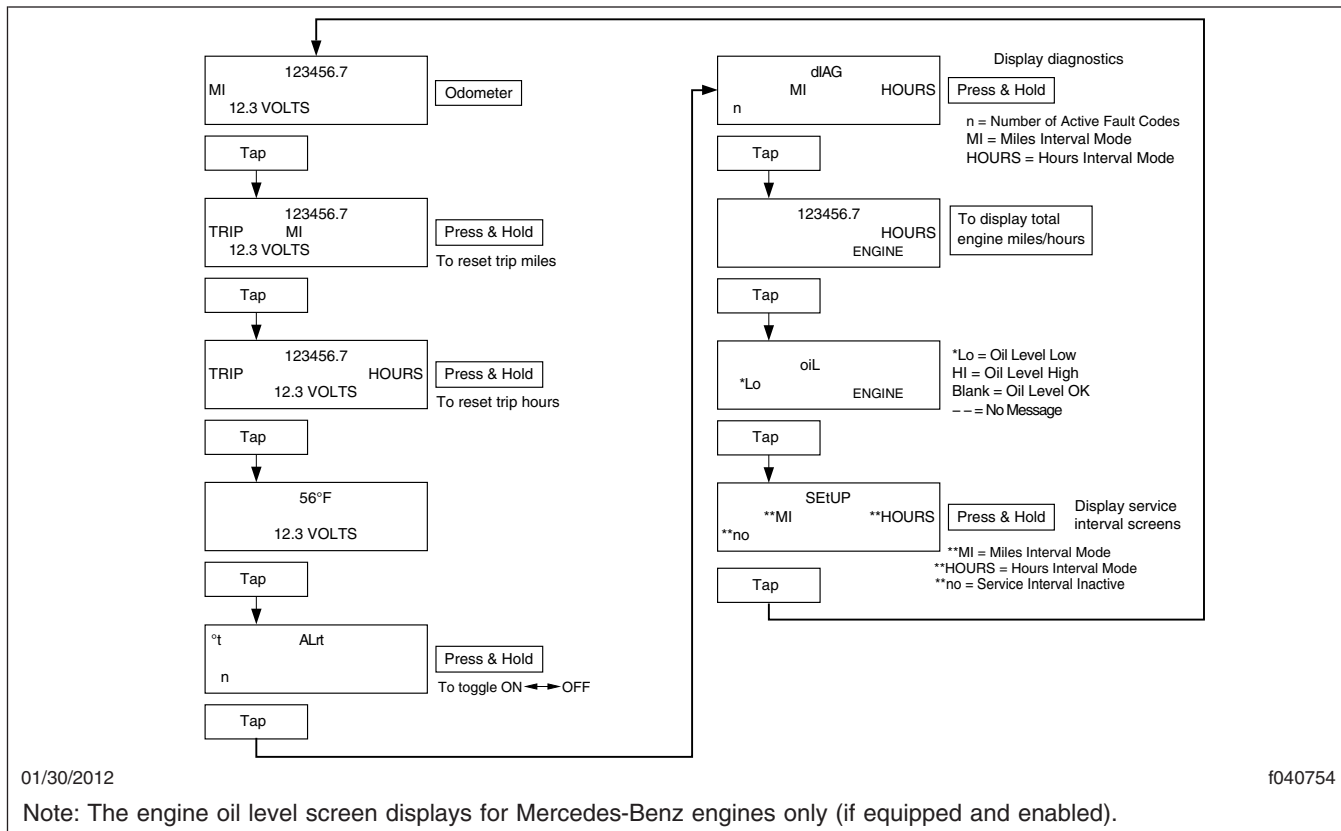 123456.7
MI
12.3 VOLTS
Odometer
Tap
123456.7
TRIP MI
12.3 VOLTS
Press & Hold
To reset trip miles
Tap
123456.7
TRIP HOURS
12.3 VOLTS
Press & Hold
To reset trip hours
Tap
56°F
12.3 VOLTS
Tap
°t ALrt
n
Press & Hold
To toggle ON OFF
Tap
dIAG
MI HOURS
n
Display diagnostics
Press & Hold
n = Number of Active Fault Codes
MI = Miles Interval Mode
HOURS = Hours Interval Mode
Tap
123456.7
HOURS
ENGINE
To display total
engine miles/hours
Tap
oiL
*Lo
ENGINE
*Lo = Oil Level Low
HI = Oil Level High
Blank = Oil Level OK
– – = No Message
Tap
SEtUP
**MI **HOURS
**no
Press & Hold
Display service
interval screens
**MI = Miles Interval Mode
**HOURS = Hours Interval Mode
**no = Service Interval Inactive
Tap
01/30/2012
f040754
Note: The engine oil level screen displays for Mercedes-Benz engines only (if equipped and enabled).